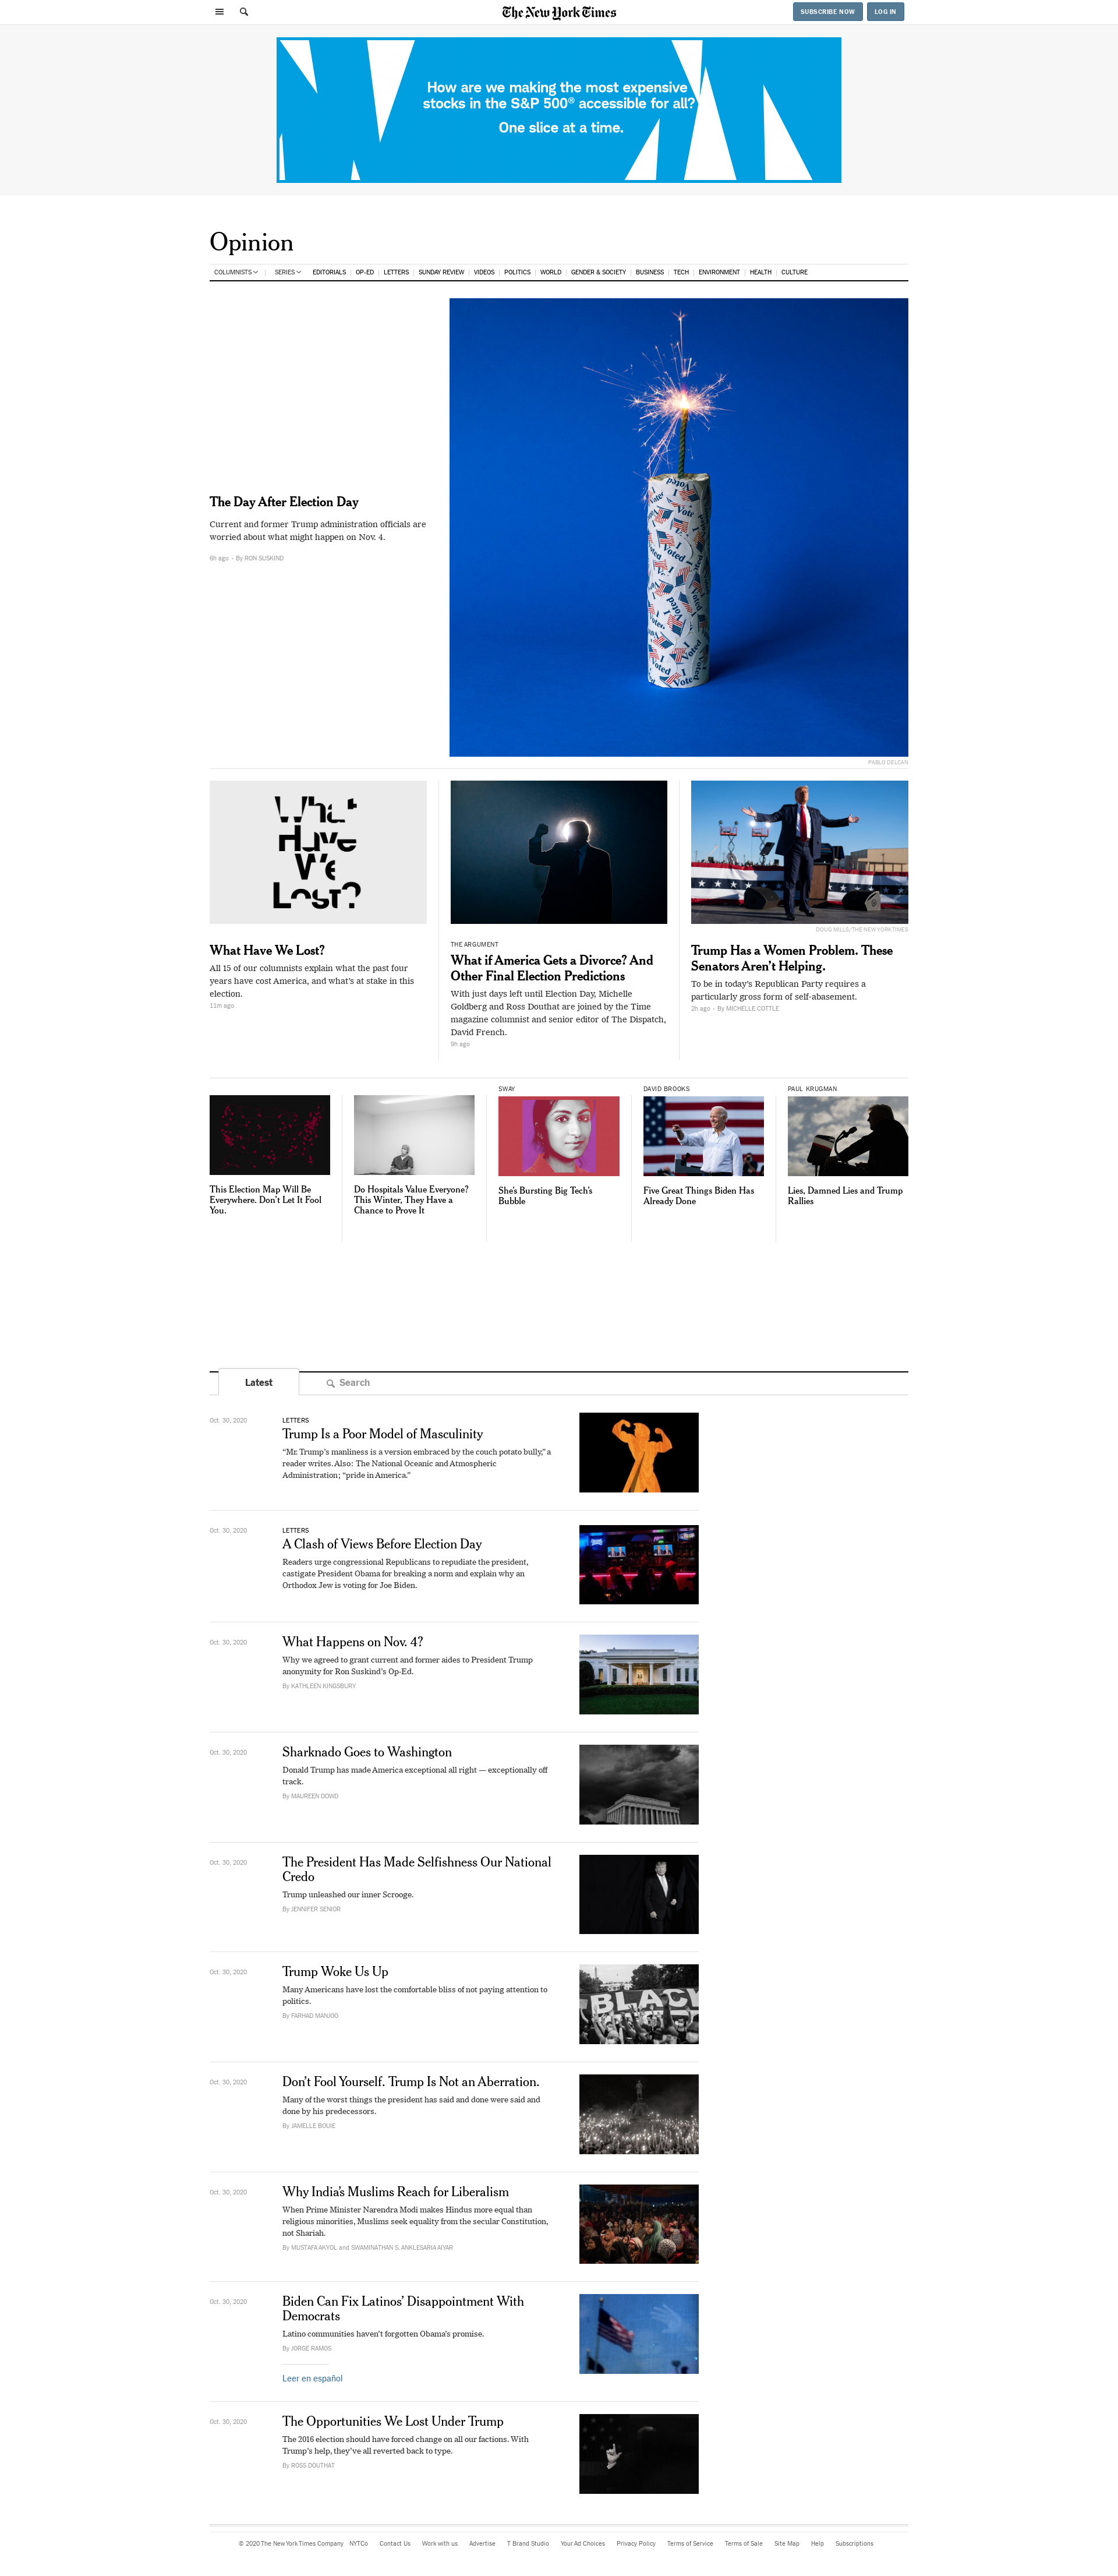 The New York Times
SUBSCRIBE NOW
LOG IN
How are we making the most expensive
stocks in the S&P 500® accessible for all?
One slice at a time.
Opinion
COLUMNISTS | SERIES EDITORIALS | OP-ED | LETTERS | SUNDAY REVIEW | VIDEOS | POLITICS | WORLD | GENDER & SOCIETY | BUSINESS | TECH | ENVIRONMENT | HEALTH | CULTURE
The Day After Election Day
Current and former Trump administration officials are
worried about what might happen on Nov. 4.
6h ago · By RON SUSKIND
I Voted
PABLO DELCAN
What
Have
We
Lost?
What Have We Lost?
All 15 of our columnists explain what the past four
years have cost America, and what's at stake in this
election.
11m ago
THE ARGUMENT
What if America Gets a Divorce? And
Other Final Election Predictions
With just days left until Election Day, Michelle
Goldberg and Ross Douthat are joined by the Time
magazine columnist and senior editor of The Dispatch,
David French.
9h ago
DOUG MILLS/THE NEW YORK TIMES
Trump Has a Women Problem. These
Senators Aren't Helping.
To be in today's Republican Party requires a
particularly gross form of self-abasement.
2h ago · By MICHELLE COTTLE
This Election Map Will Be
Everywhere. Don't Let It Fool
You.
Do Hospitals Value Everyone?
This Winter, They Have a
Chance to Prove It
SWAY
She's Bursting Big Tech's
Bubble
DAVID BROOKS
Five Great Things Biden Has
Already Done
PAUL KRUGMAN
Lies, Damned Lies and Trump
Rallies
Latest
Search
Oct. 30, 2020
LETTERS
Trump Is a Poor Model of Masculinity
“Mr. Trump's manliness is a version embraced by the couch potato bully,” a
reader writes. Also: The National Oceanic and Atmospheric
Administration; “pride in America.”
Oct. 30, 2020
LETTERS
A Clash of Views Before Election Day
Readers urge congressional Republicans to repudiate the president,
castigate President Obama for breaking a norm and explain why an
Orthodox Jew is voting for Joe Biden.
Oct. 30, 2020
What Happens on Nov. 4?
Why we agreed to grant current and former aides to President Trump
anonymity for Ron Suskind's Op-Ed.
By KATHLEEN KINGSBURY
Oct. 30, 2020
Sharknado Goes to Washington
Donald Trump has made America exceptional all right — exceptionally off
track.
By MAUREEN DOWD
Oct. 30, 2020
The President Has Made Selfishness Our National
Credo
Trump unleashed our inner Scrooge.
By JENNIFER SENIOR
Oct. 30, 2020
Trump Woke Us Up
Many Americans have lost the comfortable bliss of not paying attention to
politics.
By FARHAD MANJOO
BLACK
Oct. 30, 2020
Don't Fool Yourself. Trump Is Not an Aberration.
Many of the worst things the president has said and done were said and
done by his predecessors.
By JAMELLE BOUIE
Oct. 30, 2020
Why India's Muslims Reach for Liberalism
When Prime Minister Narendra Modi makes Hindus more equal than
religious minorities, Muslims seek equality from the secular Constitution,
not Shariah.
By MUSTAFA AKYOL and SWAMINATHAN S. ANKLESARIA AIYAR
Oct. 30, 2020
Biden Can Fix Latinos' Disappointment With
Democrats
Latino communities haven't forgotten Obama's promise.
By JORGE RAMOS
Leer en español
Oct. 30, 2020
The Opportunities We Lost Under Trump
The 2016 election should have forced change on all our factions. With
Trump's help, they've all reverted back to type.
By ROSS DOUTHAT
© 2020 The New York Times Company NYTCo Contact Us Work with us Advertise T Brand Studio Your Ad Choices Privacy Policy Terms of Service Terms of Sale Site Map Help Subscriptions